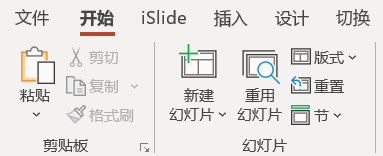 文件 开始 iSlide 插入 设计 切换
粘贴
剪切
复制
格式刷
剪贴板
新建
幻灯片
重用
幻灯片
版式
重置
节
幻灯片